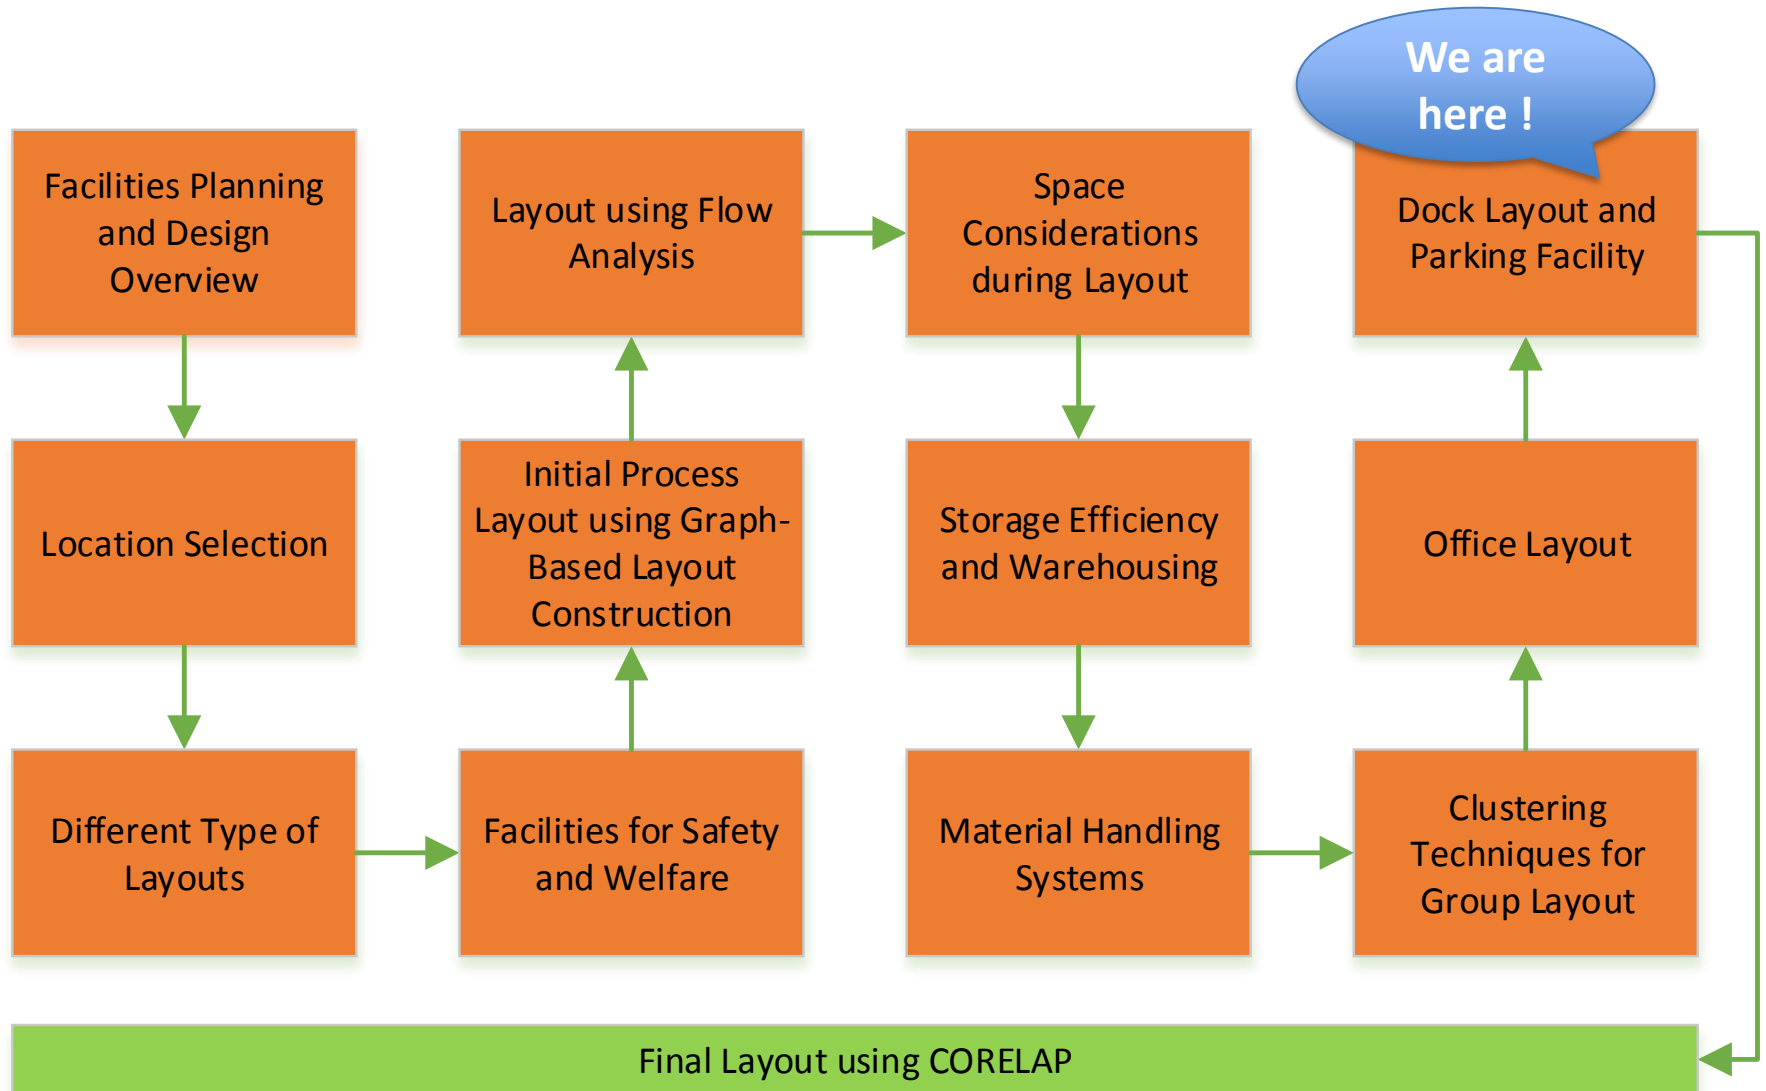 We are
here !
Facilities Planning
and Design
Overview
Location Selection
Different Type of
Layouts
Facilities for Safety
and Welfare
Initial Process
Layout using Graph-
Based Layout
Construction
Layout using Flow
Analysis
Space
Considerations
during Layout
Storage Efficiency
and Warehousing
Material Handling
Systems
Clustering
Techniques for
Group Layout
Office Layout
Dock Layout and
Parking Facility
Final Layout using CORELAP